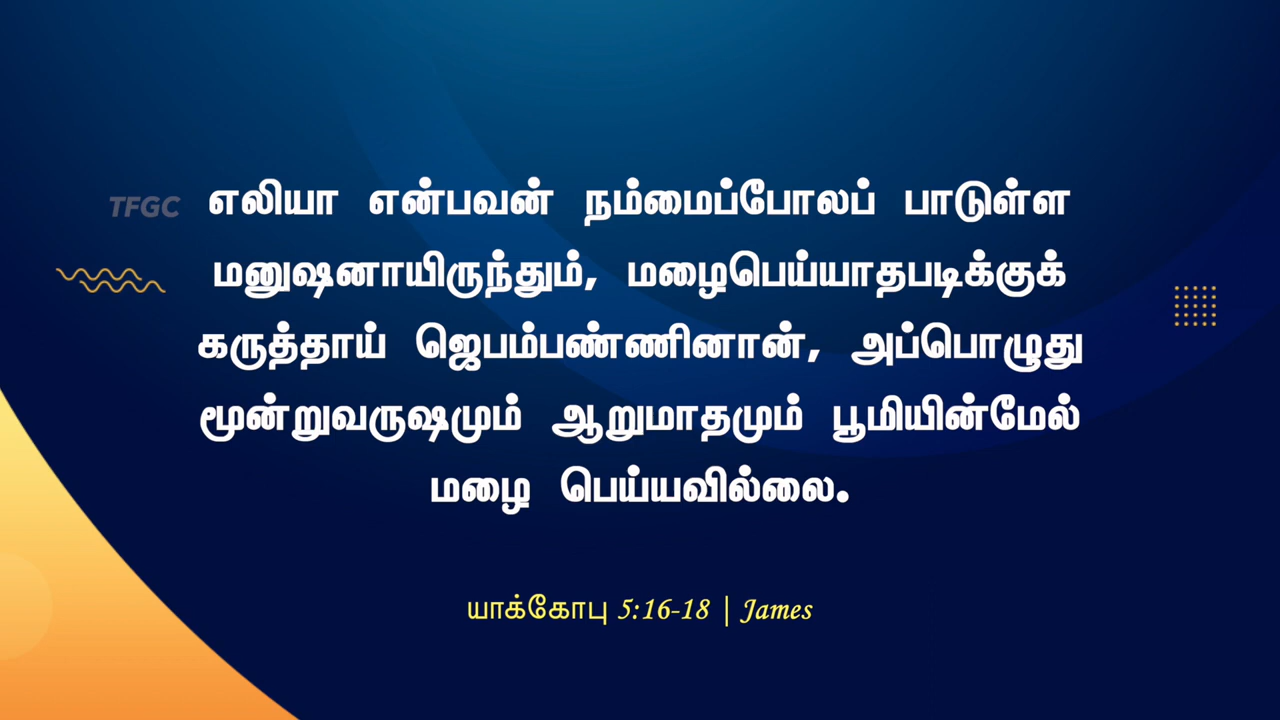 TFGC
எலியா என்பவன் நம்மைப்போலப் பாடுள்ள
மனுஷனாயிருந்தும், மழைபெய்யாதபடிக்குக்
கருத்தாய் ஜெபம்பண்ணினான், அப்பொழுது
மூன்றுவருஷமும் ஆறுமாதமும் பூமியின்மேல்
மழை பெய்யவில்லை.
யாக்கோபு 5:16-18 | James